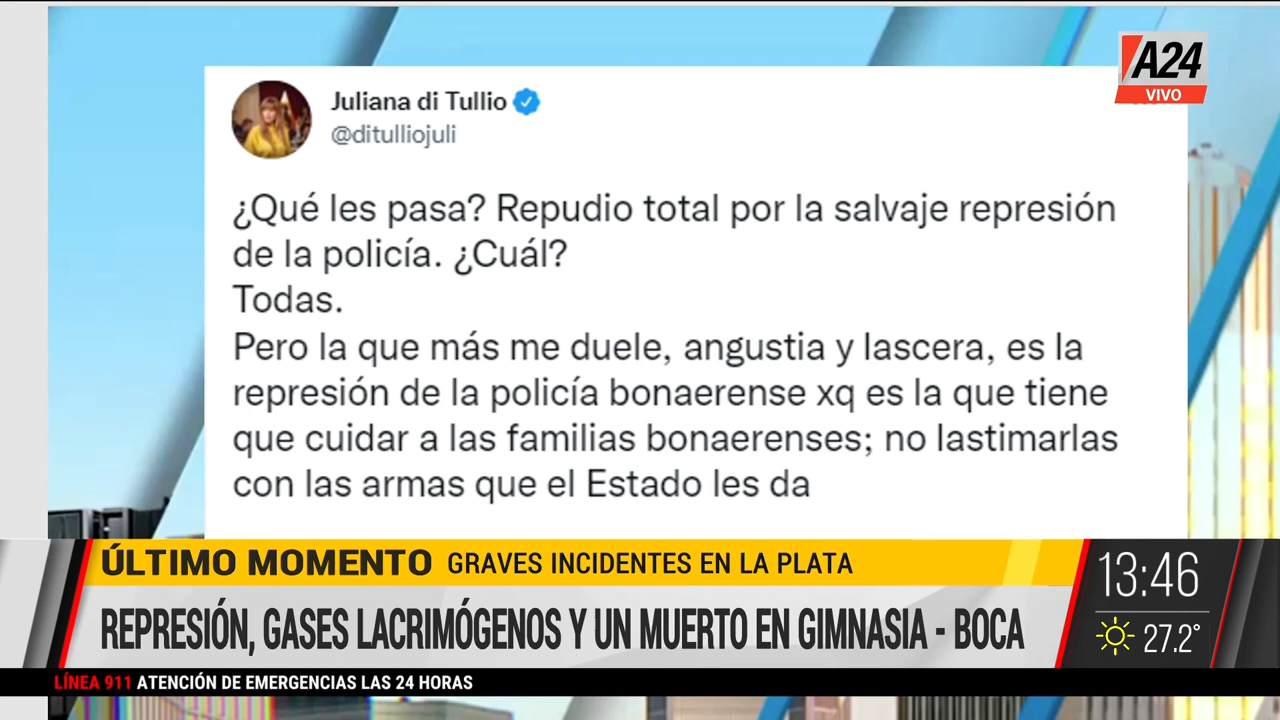 A24
VIVO
Juliana di Tullio
@ditulliojuli
¿Qué les pasa? Repudio total por la salvaje represión
de la policía. ¿Cuál?
Todas.
Pero la que más me duele, angustia y lascera, es la
represión de la policía bonaerense xq es la que tiene
que cuidar a las familias bonaerenses; no lastimarlas
con las armas que el Estado les da
ÚLTIMO MOMENTO GRAVES INCIDENTES EN LA PLATA
REPRESIÓN, GASES LACRIMÓGENOS Y UN MUERTO EN GIMNASIA - BOCA
13:46
27.2°
LÍNEA 911 ATENCIÓN DE EMERGENCIAS LAS 24 HORAS